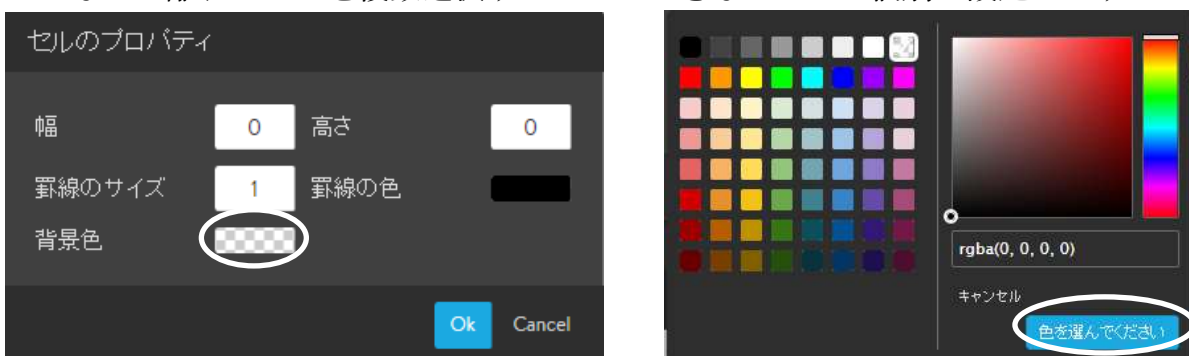 セルのプロパティ
幅 0 高さ 0
罫線のサイズ 1 罫線の色
背景色
Ok Cancel
rgba(0, 0, 0, 0)
キャンセル
色を選んでください